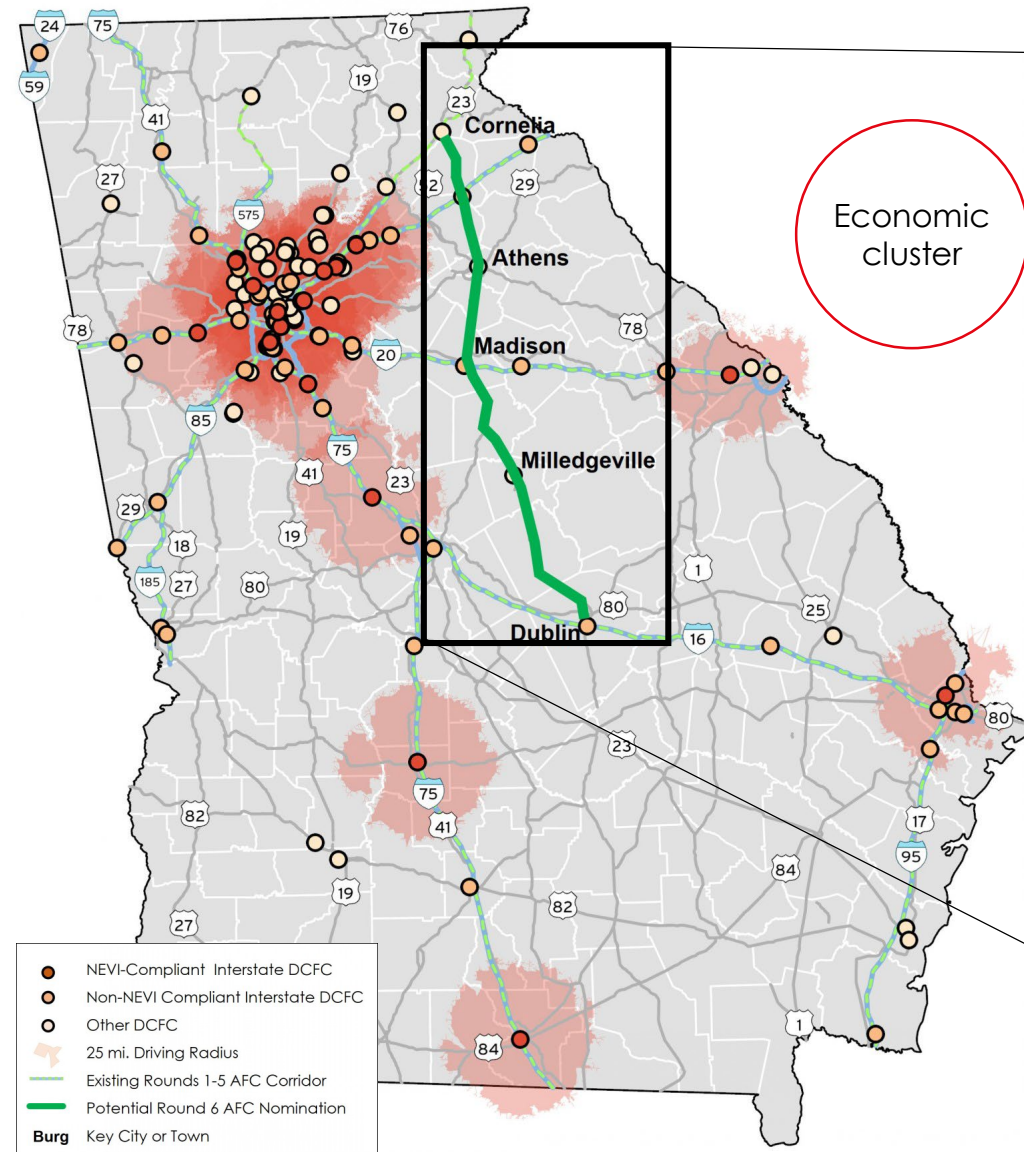 24
75
76
59
19
23
41
Cornelia
27
29
575
Economic
cluster
Athens
78
78
Madison
20
85
75
41
23
Milledgeville
29
19
18
1
185
27
80
80
25
Dublin
16
80
23
75
82
41
17
95
84
19
82
27
NEVI-Compliant Interstate DCFC
Non-NEVI Compliant Interstate DCFC
Other DCFC
25 mi. Driving Radius
Existing Rounds 1-5 AFC Corridor
Potential Round 6 AFC Nomination
Burg Key City or Town
84
1